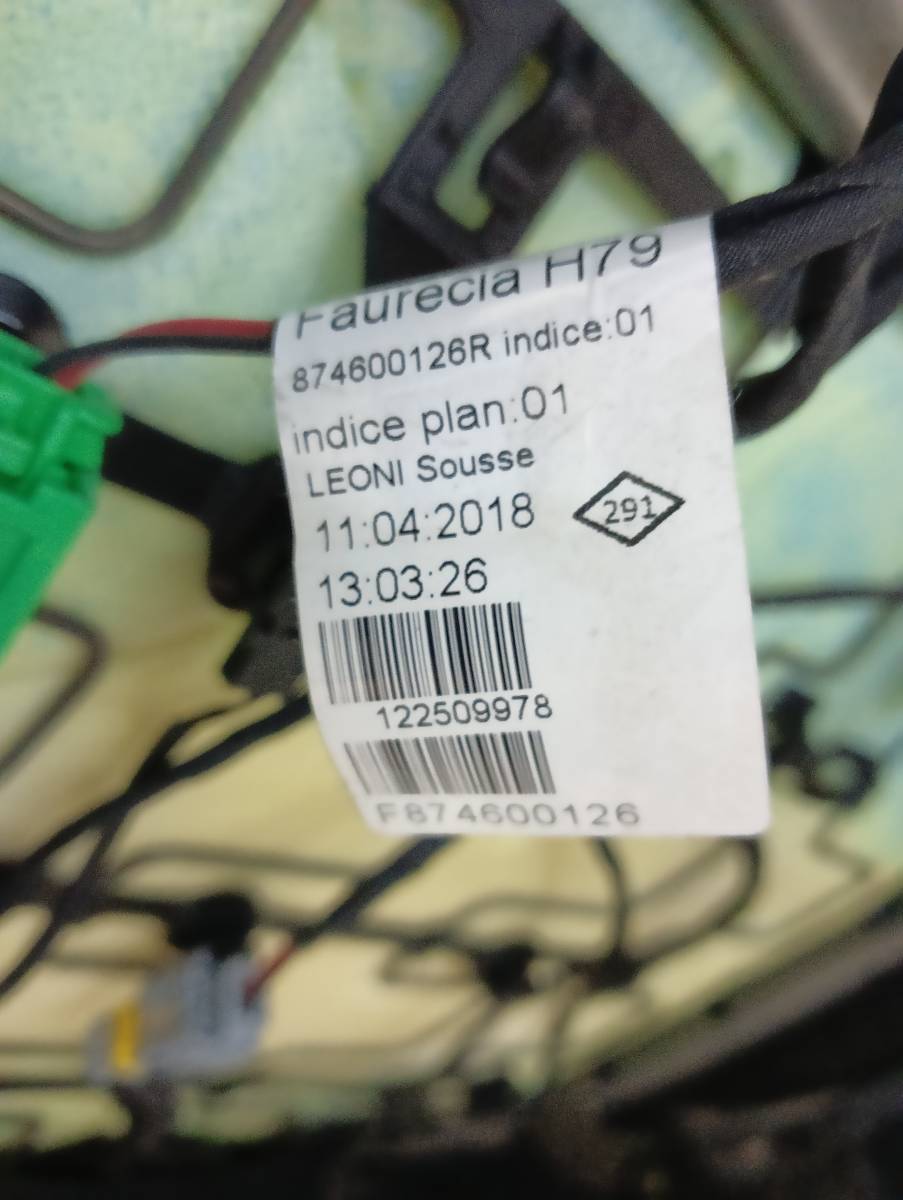 Faurecia H79
874600126R indice:01
indice plan:01
LEONI Sousse
11:04:2018
291
13:03:26
122509978
F874600126